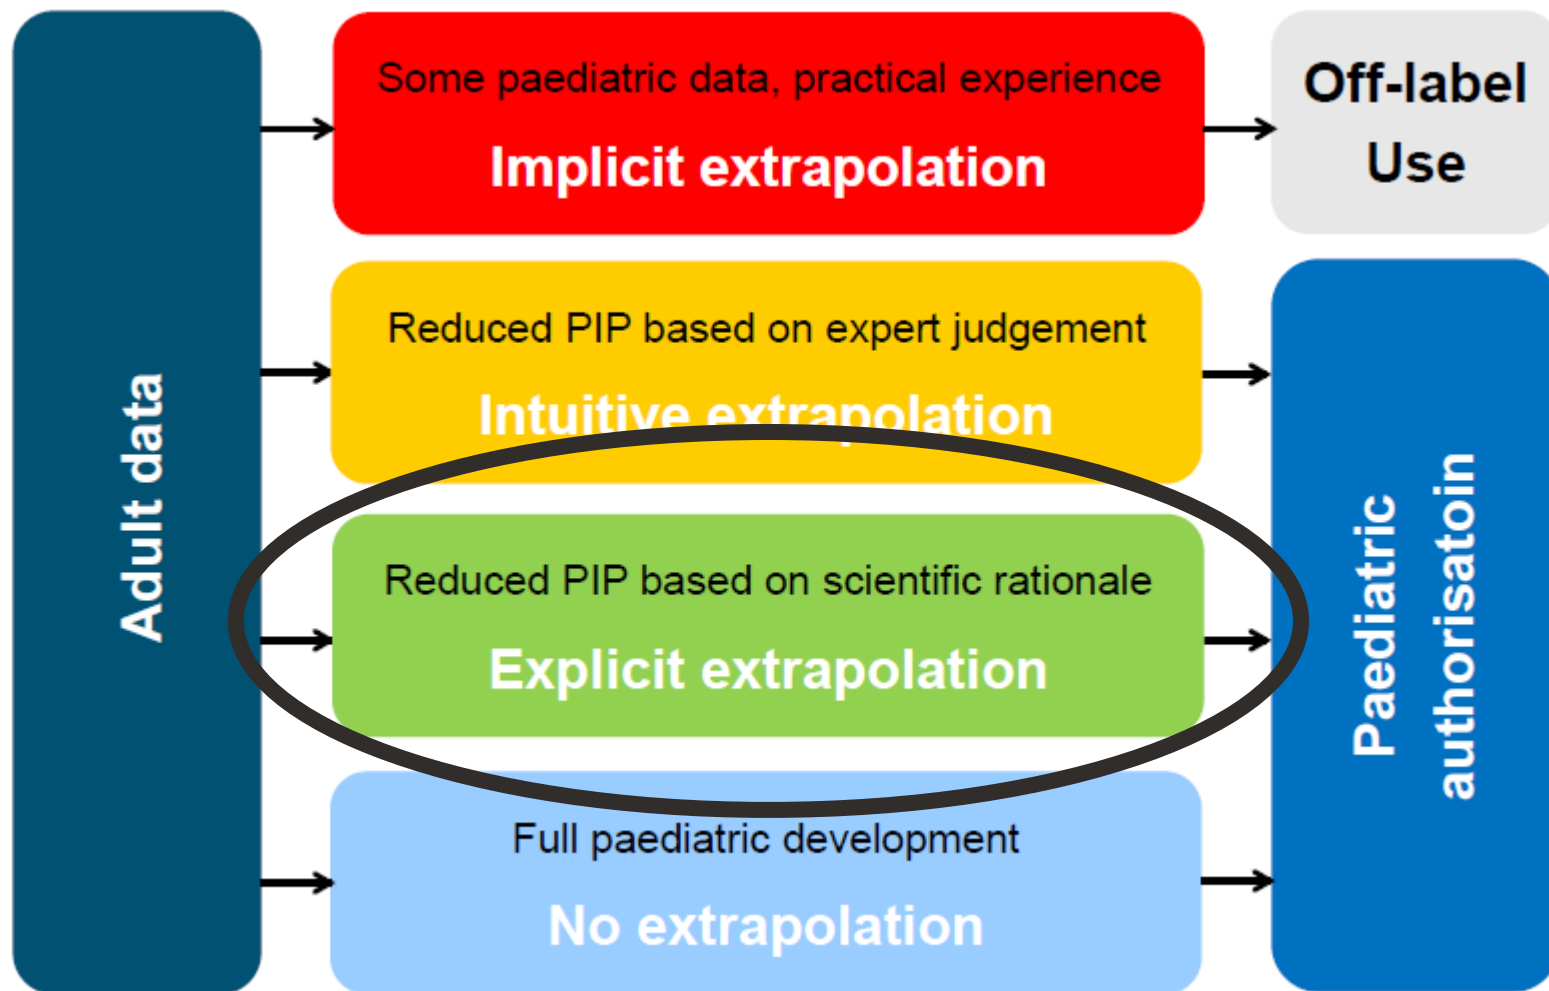 Adult data
Some paediatric data, practical experience
Implicit extrapolation
Off-label
Use
Reduced PIP based on expert judgement
Intuitive extrapolation
Reduced PIP based on scientific rationale
Explicit extrapolation
Full paediatric development
No extrapolation
Paediatric
authorisatoin